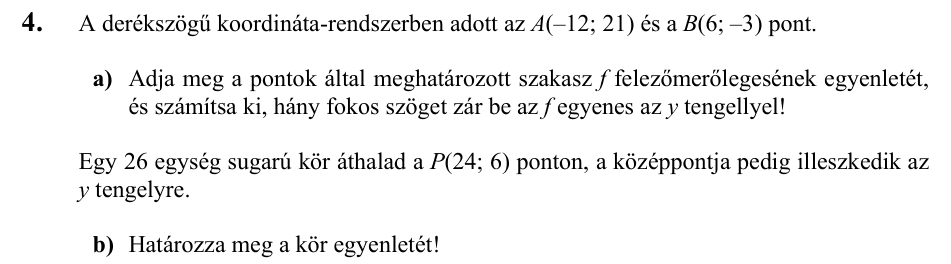 4. A derékszögű koordináta-rendszerben adott az A(–12; 21) és a B(6; –3) pont.
a) Adja meg a pontok által meghatározott szakasz f felezőmerőlegesének egyenletét,
és számítsa ki, hány fokos szöget zár be az f egyenes az y tengellyel!
Egy 26 egység sugarú kör áthalad a P(24; 6) ponton, a középpontja pedig illeszkedik az
y tengelyre.
b) Határozza meg a kör egyenletét!